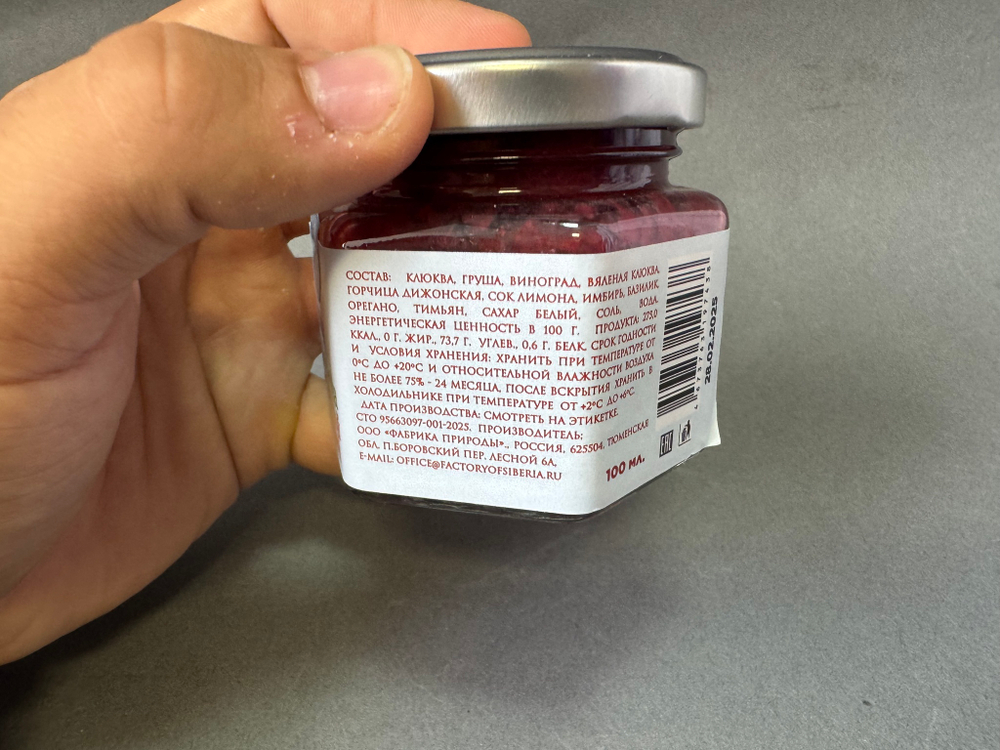 СОСТАВ: КЛЮКВА, ГРУША, ВИНОГРАД, ВЯЛЕНАЯ КЛЮКВА,
ГОРЧИЦА ДИЖОНСКАЯ, СОК ЛИМОНА, ИМБИРЬ, БАЗИЛИК,
ОРЕГАНО, ТИМЬЯН, САХАР БЕЛЫЙ, СОЛЬ, ВОДА.
ЭНЕРГЕТИЧЕСКАЯ ЦЕННОСТЬ В 100 Г. ПРОДУКТА: 275,0
ККАЛ., 0 Г. ЖИР., 73,7 Г. УГЛЕВ., 0,6 Г. БЕЛК. СРОК ГОДНОСТИ
И УСЛОВИЯ ХРАНЕНИЯ: ХРАНИТЬ ПРИ ТЕМПЕРАТУРЕ ОТ
0°С ДО +20°С И ОТНОСИТЕЛЬНОЙ ВЛАЖНОСТИ ВОЗДУХА
НЕ БОЛЕЕ 75% - 24 МЕСЯЦА. ПОСЛЕ ВСКРЫТИЯ ХРАНИТЬ В
ХОЛОДИЛЬНИКЕ ПРИ ТЕМПЕРАТУРЕ ОТ +2°С ДО +6°С.
ДАТА ПРОИЗВОДСТВА: СМОТРЕТЬ НА ЭТИКЕТКЕ.
СТО 95663097-001-2025. ПРОИЗВОДИТЕЛЬ:
ООО «ФАБРИКА ПРИРОДЫ»., РОССИЯ, 625504, ТЮМЕНСКАЯ
ОБЛ. П.БОРОВСКИЙ ПЕР. ЛЕСНОЙ 6А,
E-MAIL: OFFICE@FACTORYOFSIBERIA.RU
100 МЛ.
EAC
28.02.2025